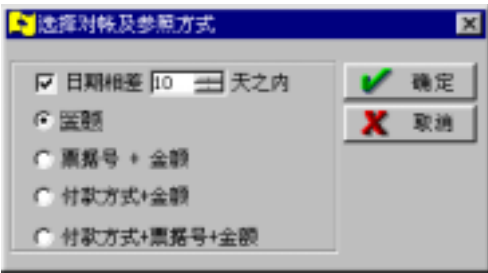 选择对帐及参照方式
日期相差 10 天之内
确定
金额
取消
票据号 + 金额
付款方式+金额
付款方式+票据号+金额